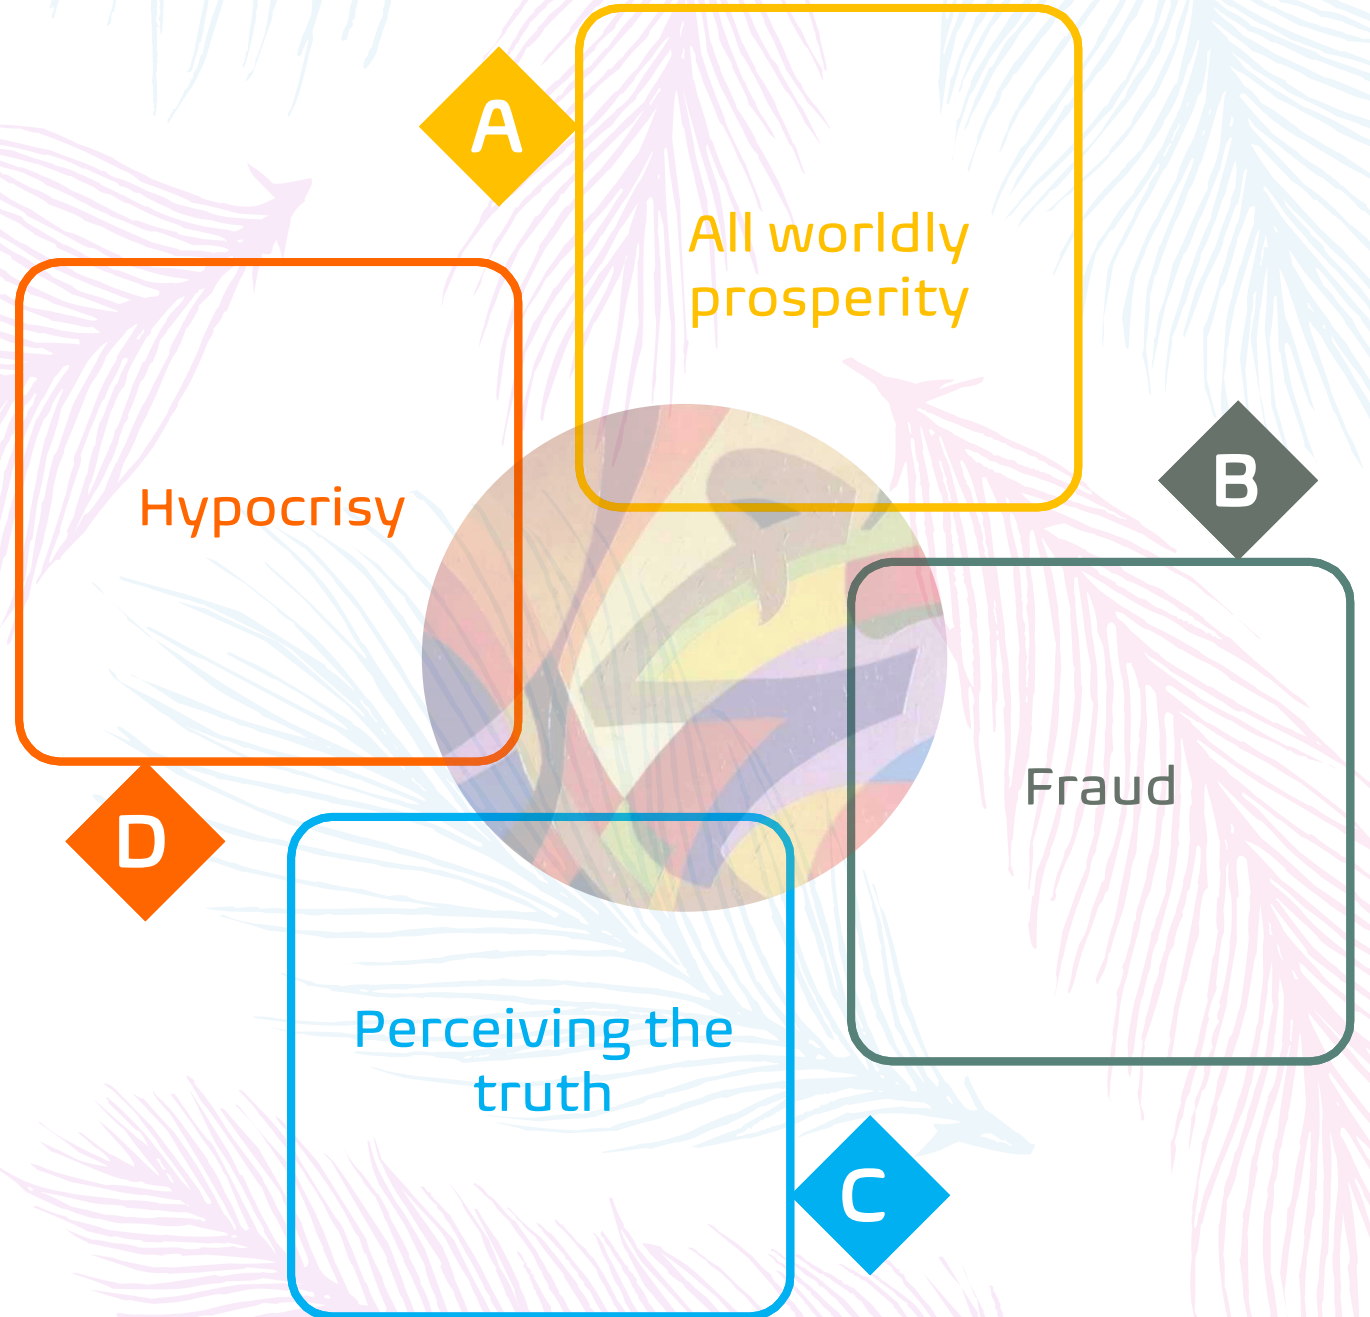 A
All worldly
prosperity
B
Fraud
C
Perceiving the
truth
D
Hypocrisy